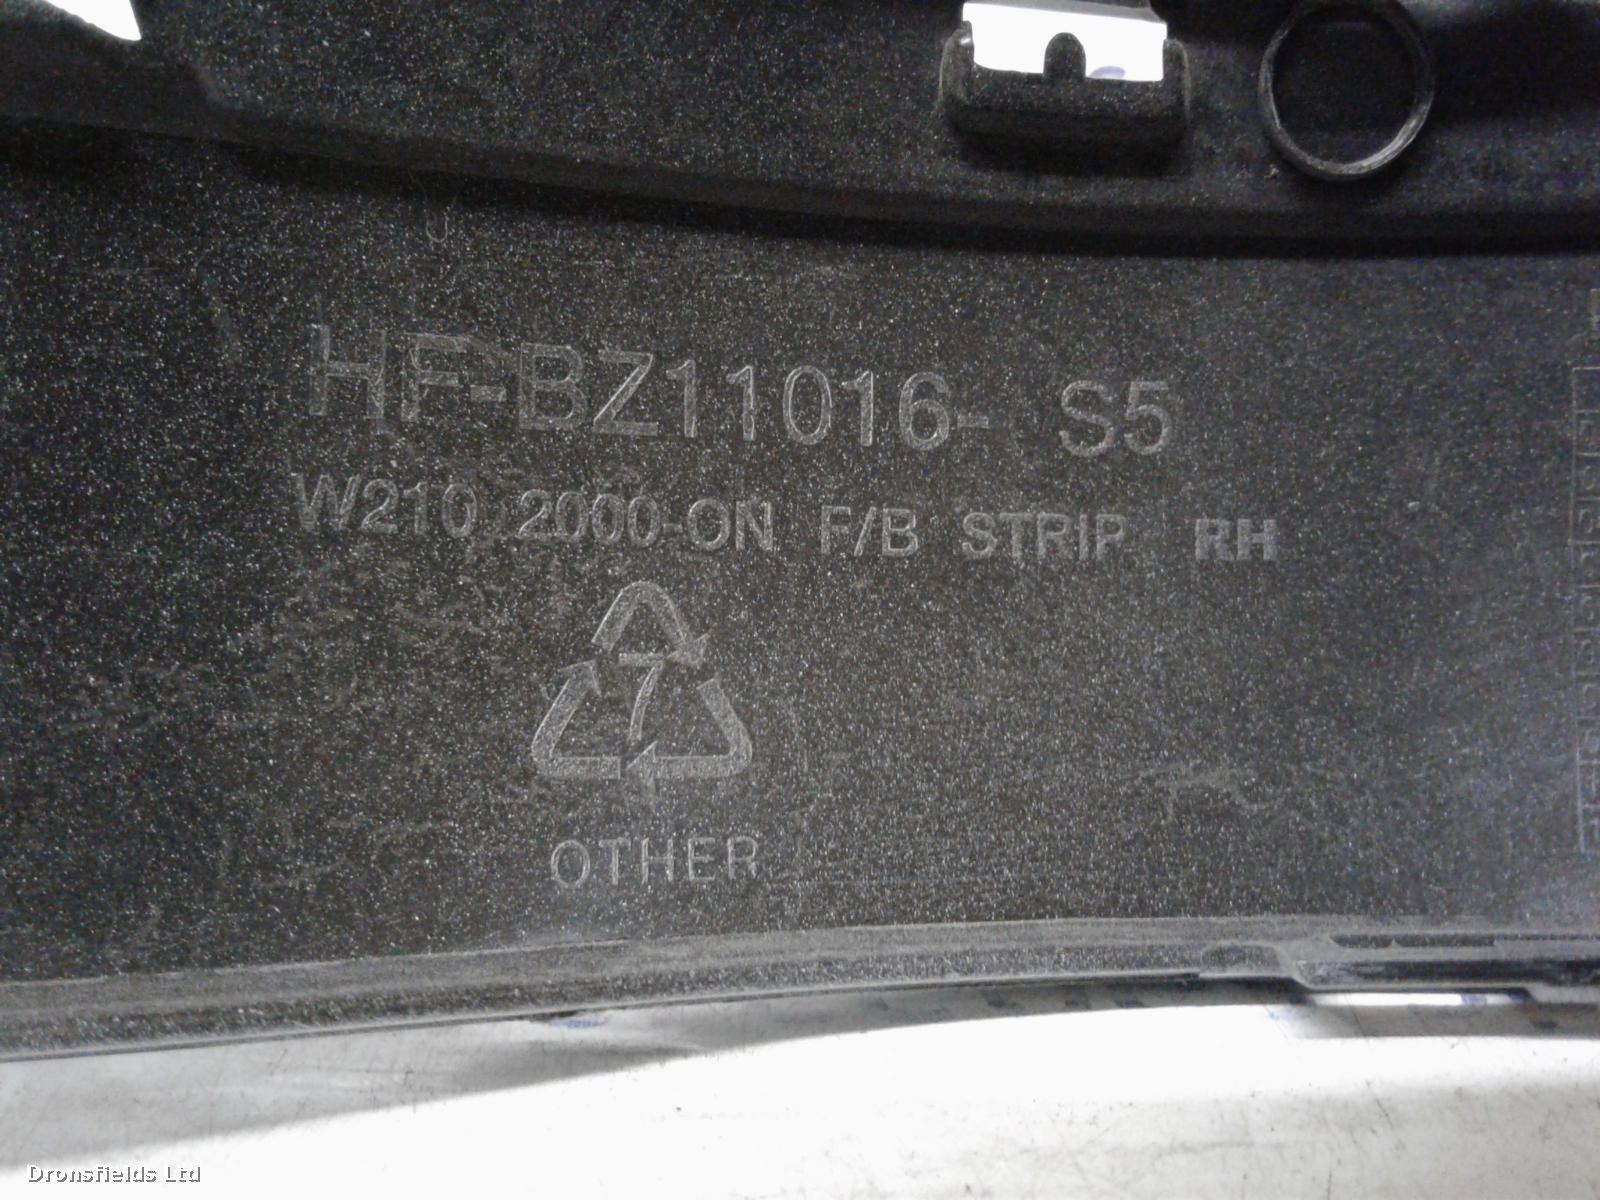 HF-BZ11016- S5
W210 2000-ON F/B STRIP RH
7
OTHER
Dronsfields Ltd